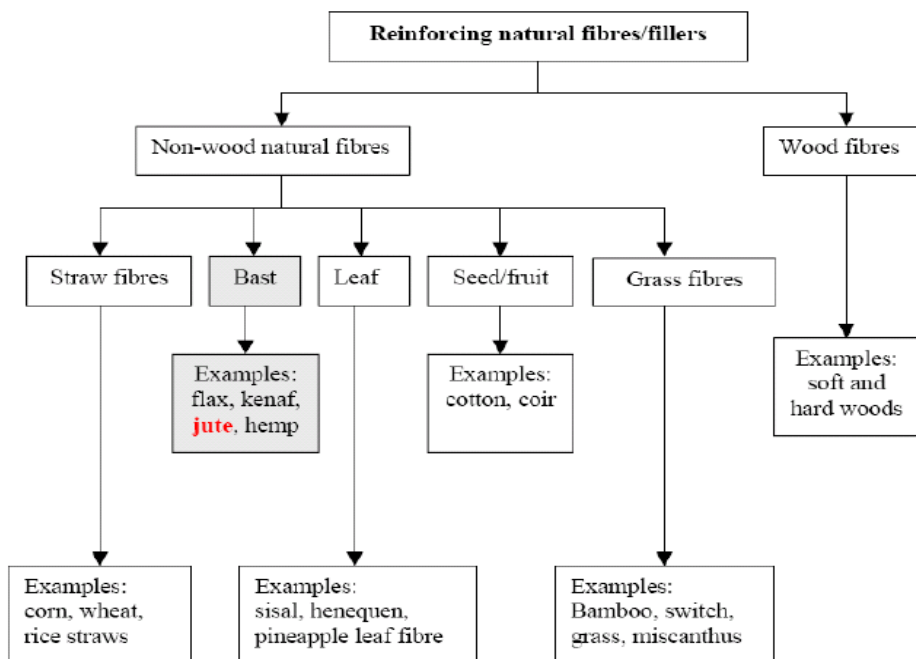 Reinforcing natural fibres/fillers
Non-wood natural fibres
Wood fibres
Straw fibres
Bast
Leaf
Seed/fruit
Grass fibres
Examples:
flax, kenaf,
jute, hemp
Examples:
cotton, coir
Examples:
soft and
hard woods
Examples:
corn, wheat,
rice straws
Examples:
sisal, henequen,
pineapple leaf fibre
Examples:
Bamboo, switch,
grass, miscanthus